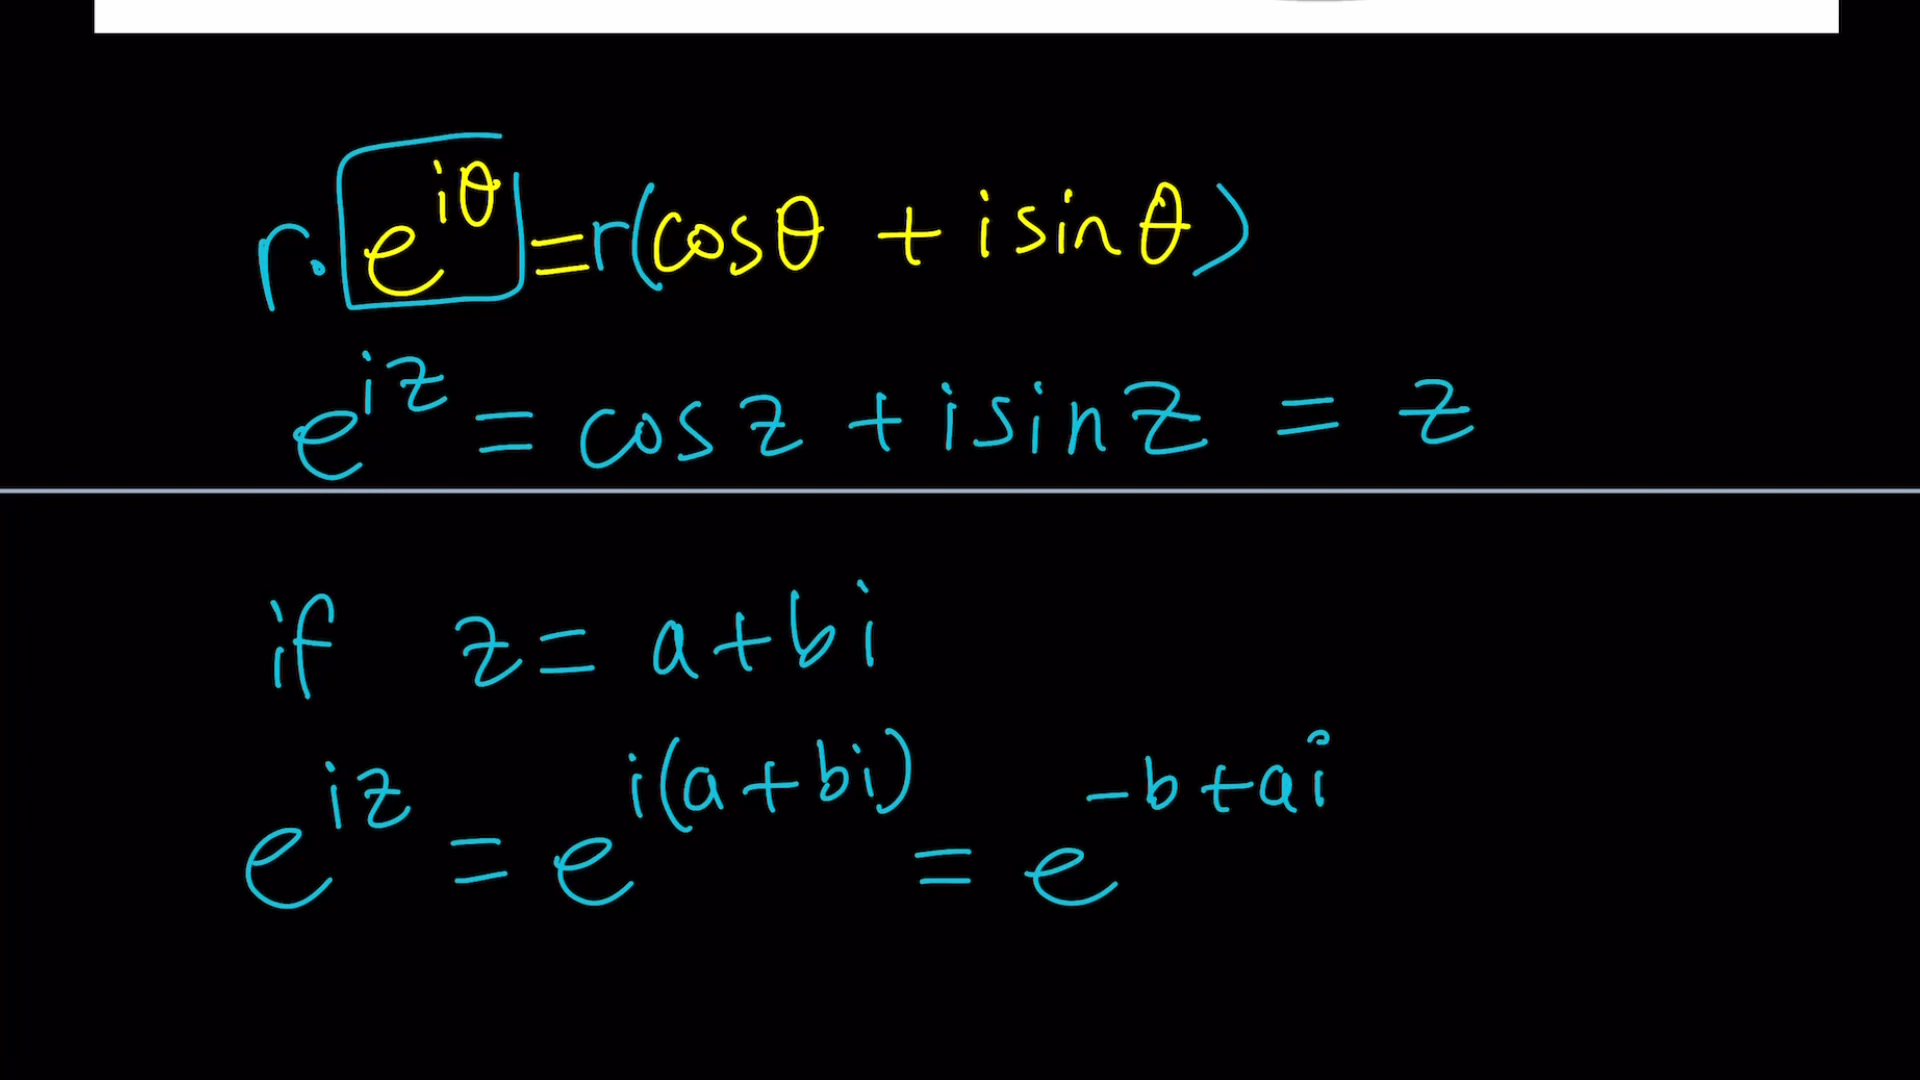 r·e^{iθ} = r(cosθ + i sinθ)
e^{iz} = cos z + i sin z = z
if z = a+bi
e^{iz} = e^{i(a+bi)} = e^{-b+ai}